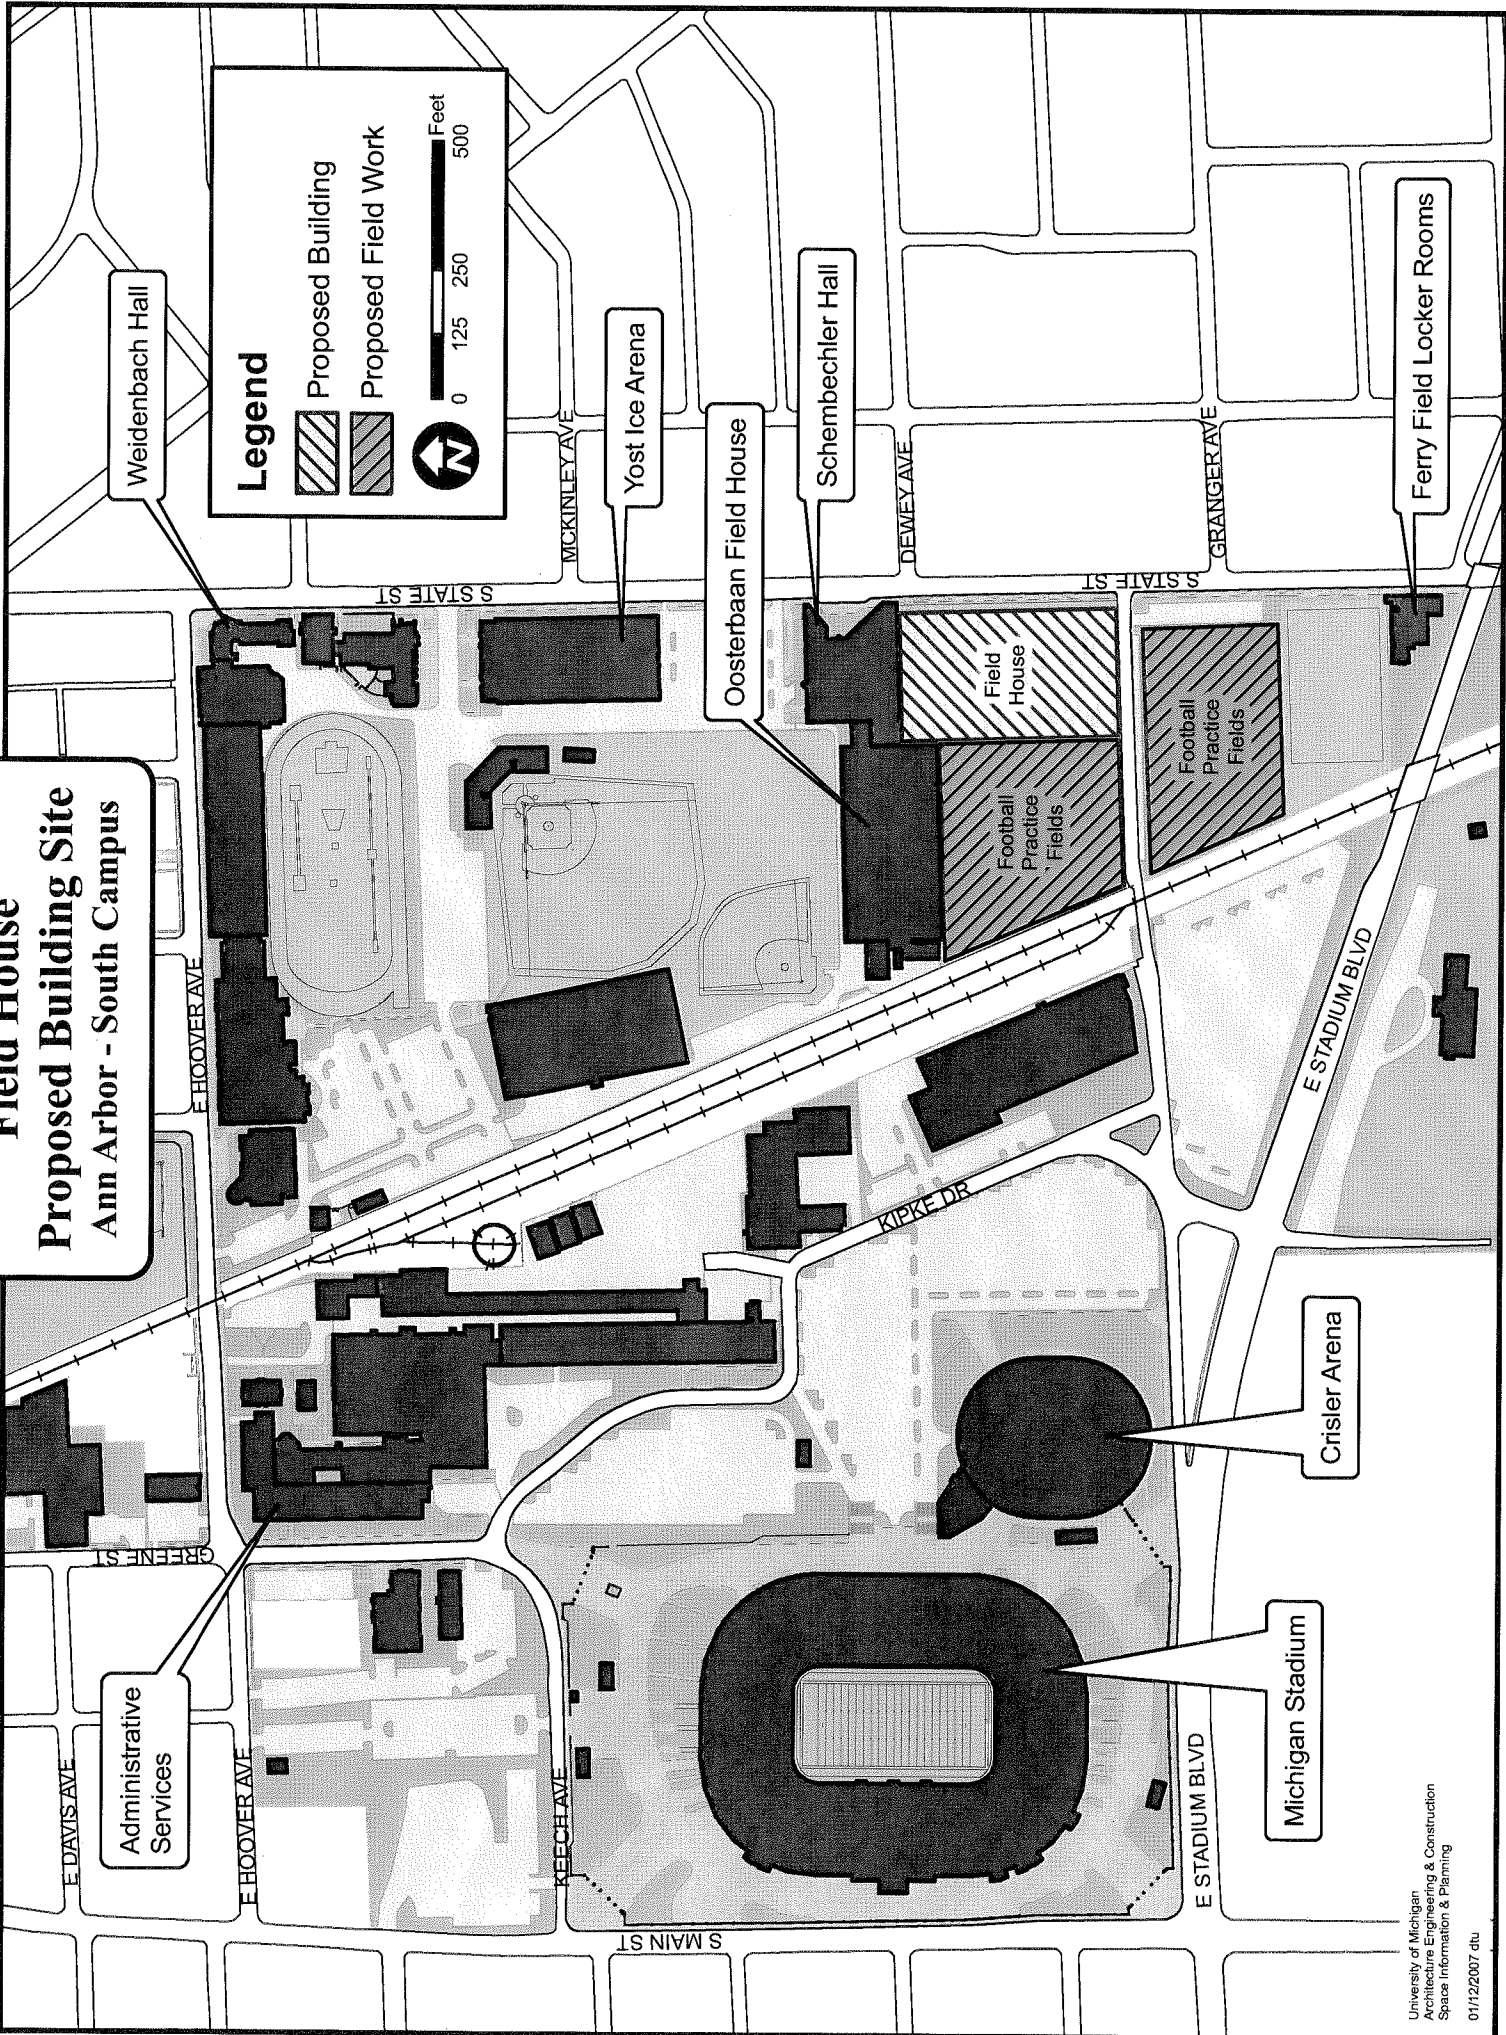 Field House
Proposed Building Site
Ann Arbor - South Campus
Legend
Proposed Building
Proposed Field Work
N
0 125 250 500
Feet
Weidenbach Hall
Yost Ice Arena
Oosterbaan Field House
Schembechler Hall
Ferry Field Locker Rooms
Administrative
Services
Michigan Stadium
Crisler Arena
Field
House
Football
Practice
Fields
Football
Practice
Fields
E DAVIS AVE
E HOOVER AVE
E HOOVER AVE
GREENE ST
KEECH AVE
S MAIN ST
KIPKE DR
E STADIUM BLVD
E STADIUM BLVD
S STATE ST
S STATE ST
MCKINLEY AVE
DEWEY AVE
GRANGER AVE
University of Michigan
Architecture Engineering & Construction
Space Information & Planning
01/12/2007 dtu